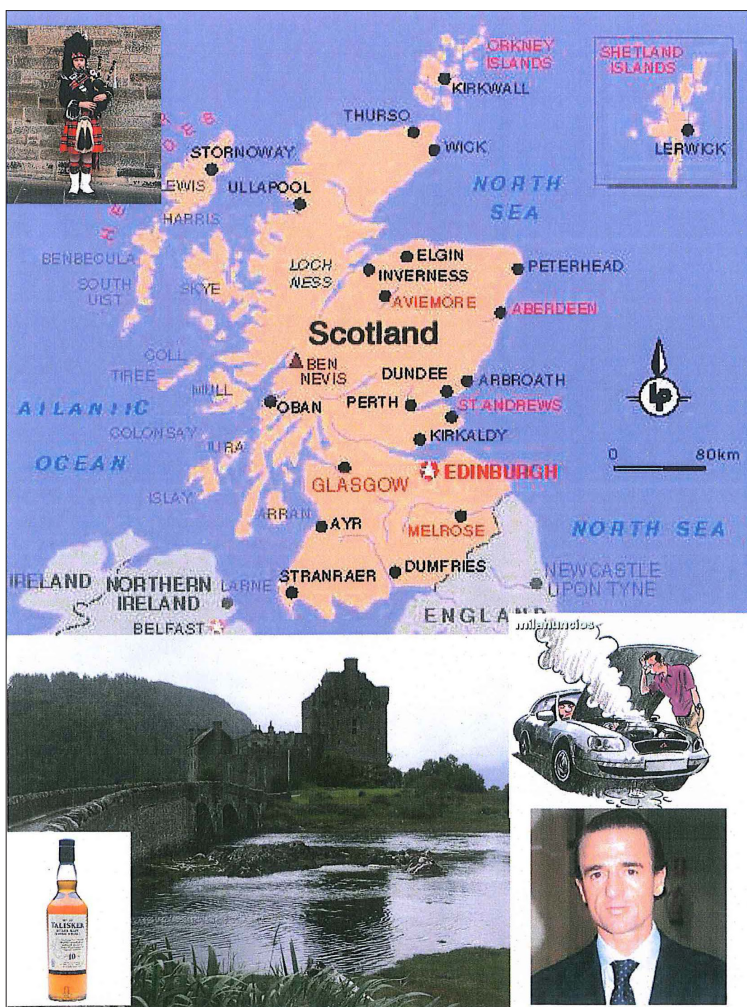 ORKNEY
ISLANDS
KIRKWALL
SHETLAND
ISLANDS
LERWICK
THURSO
WICK
STORNOWAY
LEWIS
ULLAPOOL
HARRIS
NORTH
SEA
BENBECULA
SOUTH
UIST
SKYE
LOCH
NESS
ELGIN
INVERNESS
PETERHEAD
AVIEMORE
ABERDEEN
Scotland
COLL
TIREE
BEN
NEVIS
DUNDEE
ARBROATH
MULL
OBAN
PERTH
ST ANDREWS
ATLANTIC
OCEAN
COLONSAY
JURA
KIRKALDY
0 80km
ISLAY
GLASGOW
EDINBURGH
ARRAN
AYR
MELROSE
NORTH SEA
STRANRAER
DUMFRIES
IRELAND
NORTHERN
IRELAND
LARNE
BELFAST
ENGLAND
NEWCASTLE
UPON TYNE
milanuncios
TALISKER
10